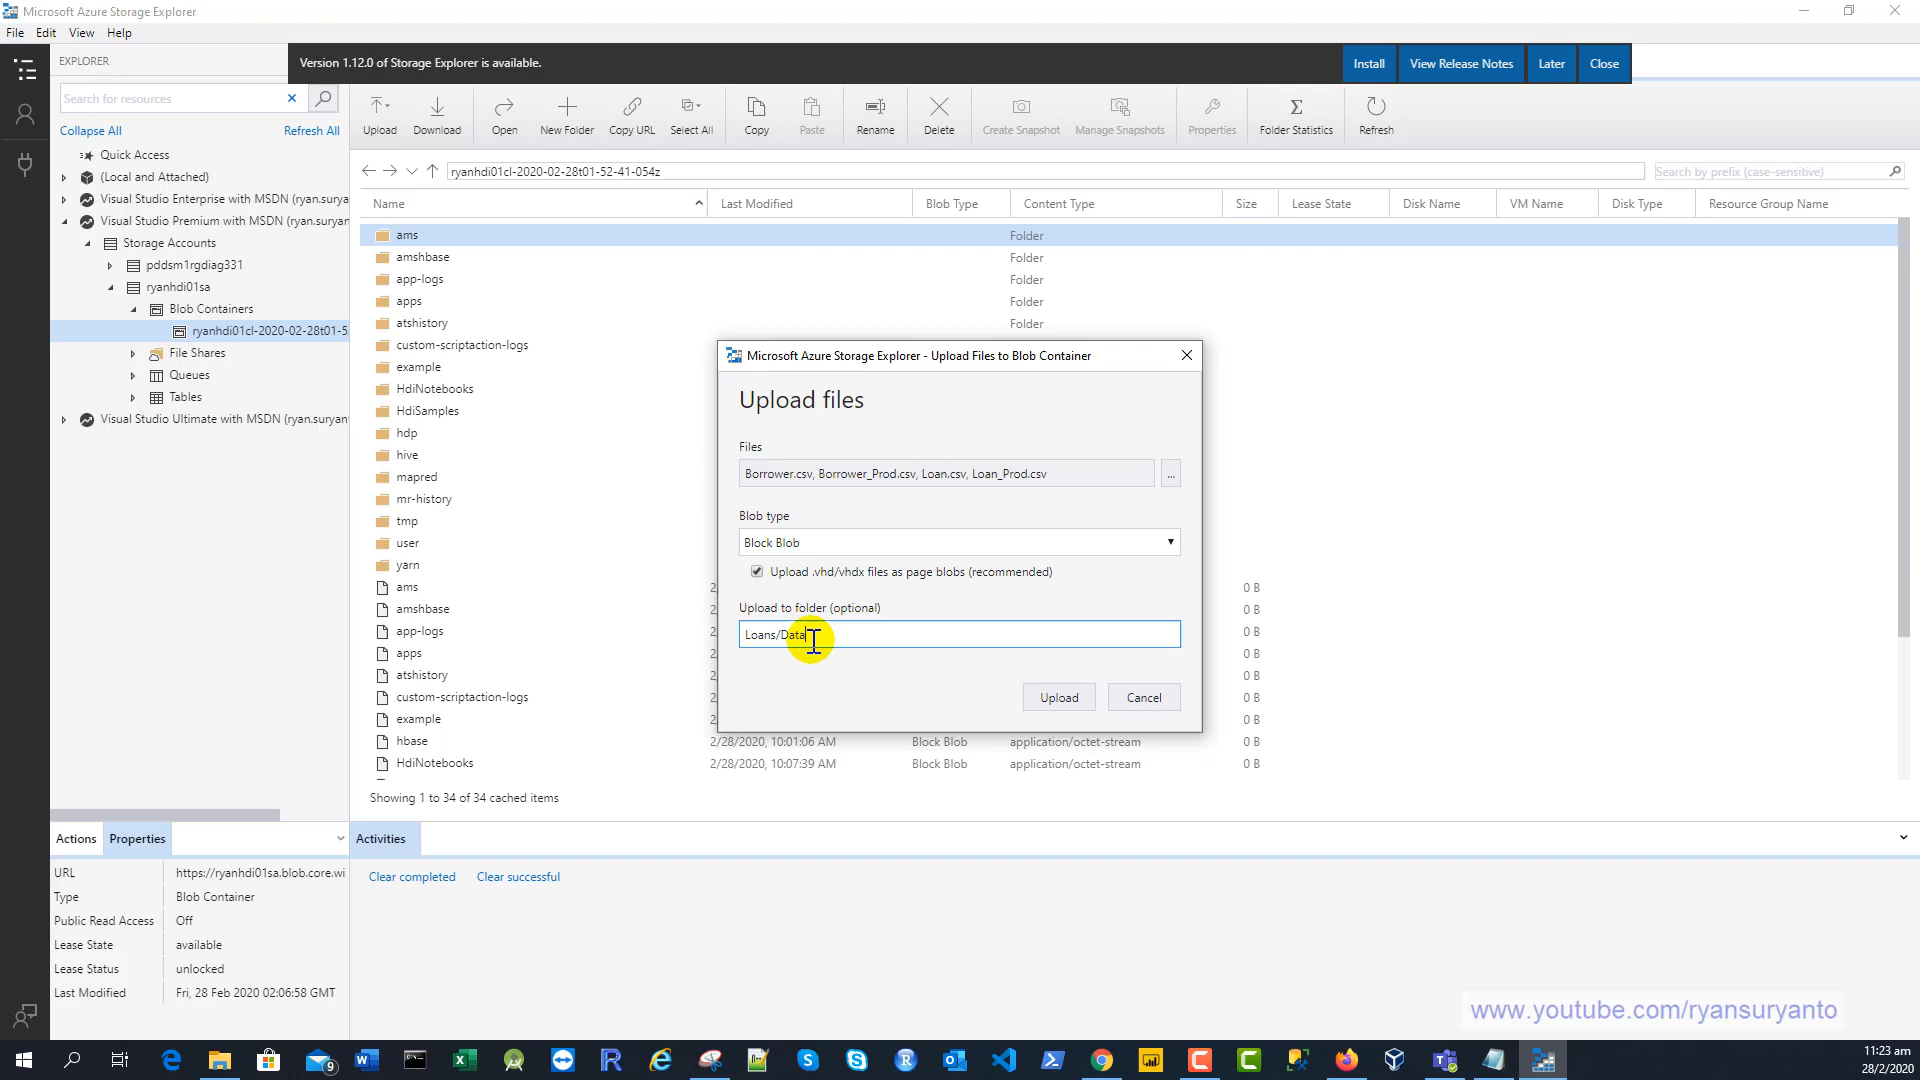 Microsoft Azure Storage Explorer
File Edit View Help
EXPLORER
Version 1.12.0 of Storage Explorer is available.
Install View Release Notes Later Close
Search for resources
Collapse All Refresh All
Upload Download Open New Folder Copy URL Select All Copy Paste Rename Delete Create Snapshot Manage Snapshots Properties Folder Statistics Refresh
Quick Access
(Local and Attached)
Visual Studio Enterprise with MSDN (ryan.surya
Visual Studio Premium with MSDN (ryan.suryan
Storage Accounts
pddsm1rgdiag331
ryanhdi01sa
Blob Containers
ryanhdi01cl-2020-02-28t01-5
File Shares
Queues
Tables
Visual Studio Ultimate with MSDN (ryan.suryan
ryanhdi01cl-2020-02-28t01-52-41-054z
Search by prefix (case-sensitive)
Name Last Modified Blob Type Content Type Size Lease State Disk Name VM Name Disk Type Resource Group Name
ams Folder
amshbase Folder
app-logs Folder
apps Folder
atshistory Folder
custom-scriptaction-logs
example
HdiNotebooks
HdiSamples
hdp
hive
mapred
mr-history
tmp
user
yarn
ams 2 0 B
amshbase 2 0 B
app-logs 2 0 B
apps 2 0 B
atshistory 2 0 B
custom-scriptaction-logs 2 0 B
example 2 0 B
hbase 2/28/2020, 10:01:06 AM Block Blob application/octet-stream 0 B
HdiNotebooks 2/28/2020, 10:07:39 AM Block Blob application/octet-stream 0 B
Showing 1 to 34 of 34 cached items
Microsoft Azure Storage Explorer - Upload Files to Blob Container
Upload files
Files
Borrower.csv, Borrower_Prod.csv, Loan.csv, Loan_Prod.csv
...
Blob type
Block Blob
Upload .vhd/vhdx files as page blobs (recommended)
Upload to folder (optional)
Loans/Data
Upload Cancel
Actions Properties
URL https://ryanhdi01sa.blob.core.wi
Type Blob Container
Public Read Access Off
Lease State available
Lease Status unlocked
Last Modified Fri, 28 Feb 2020 02:06:58 GMT
Activities
Clear completed Clear successful
www.youtube.com/ryansuryanto
9
11:23 am
28/2/2020